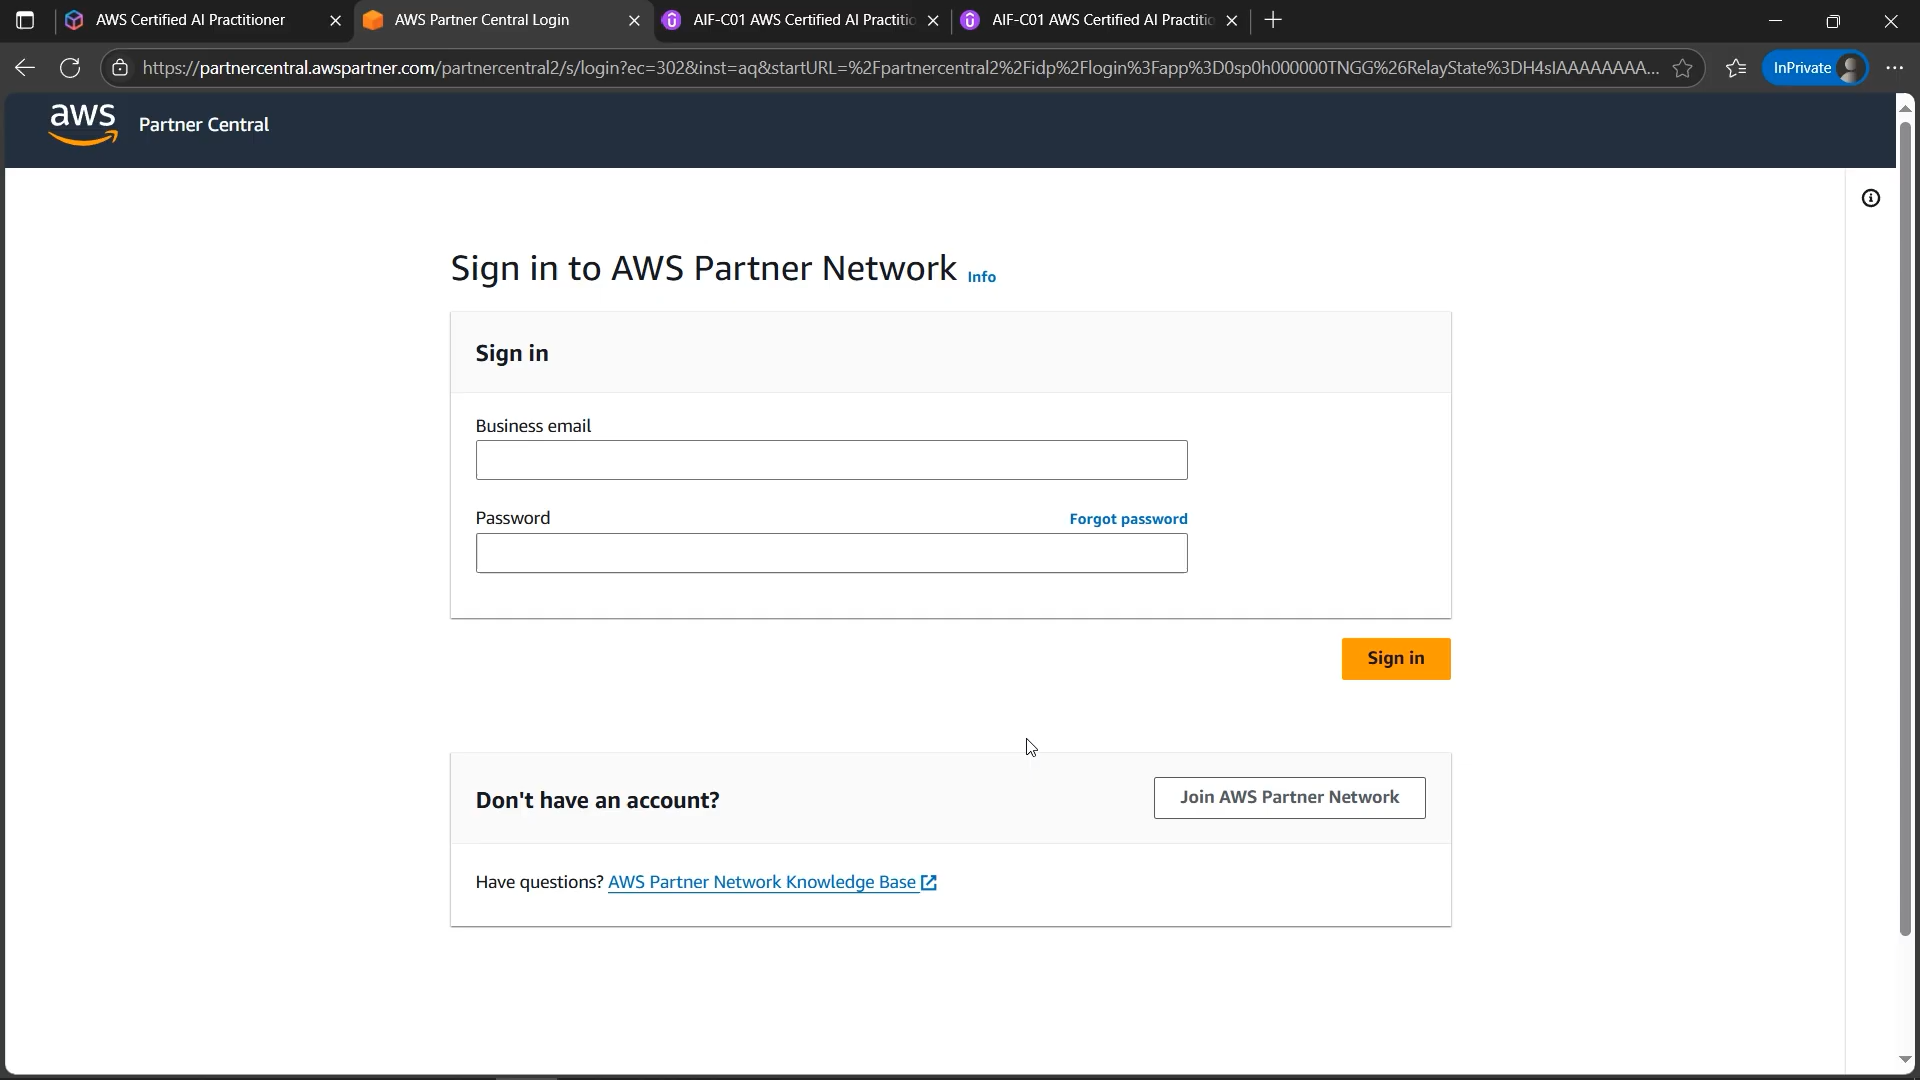 AWS Certified AI Practitioner
AWS Partner Central Login
AIF-C01 AWS Certified AI Practitio
AIF-C01 AWS Certified AI Practitio
https://partnercentral.awspartner.com/partnercentral2/s/login?ec=302&inst=aq&startURL=%2Fpartnercentral2%2Fidp%2Flogin%3Fapp%3D0sp0h000000TNGG%26RelayState%3DH4sIAAAAAAAA...
InPrivate
aws
Partner Central
Sign in to AWS Partner Network Info
Sign in
Business email
Password
Forgot password
Sign in
Don't have an account?
Join AWS Partner Network
Have questions? AWS Partner Network Knowledge Base